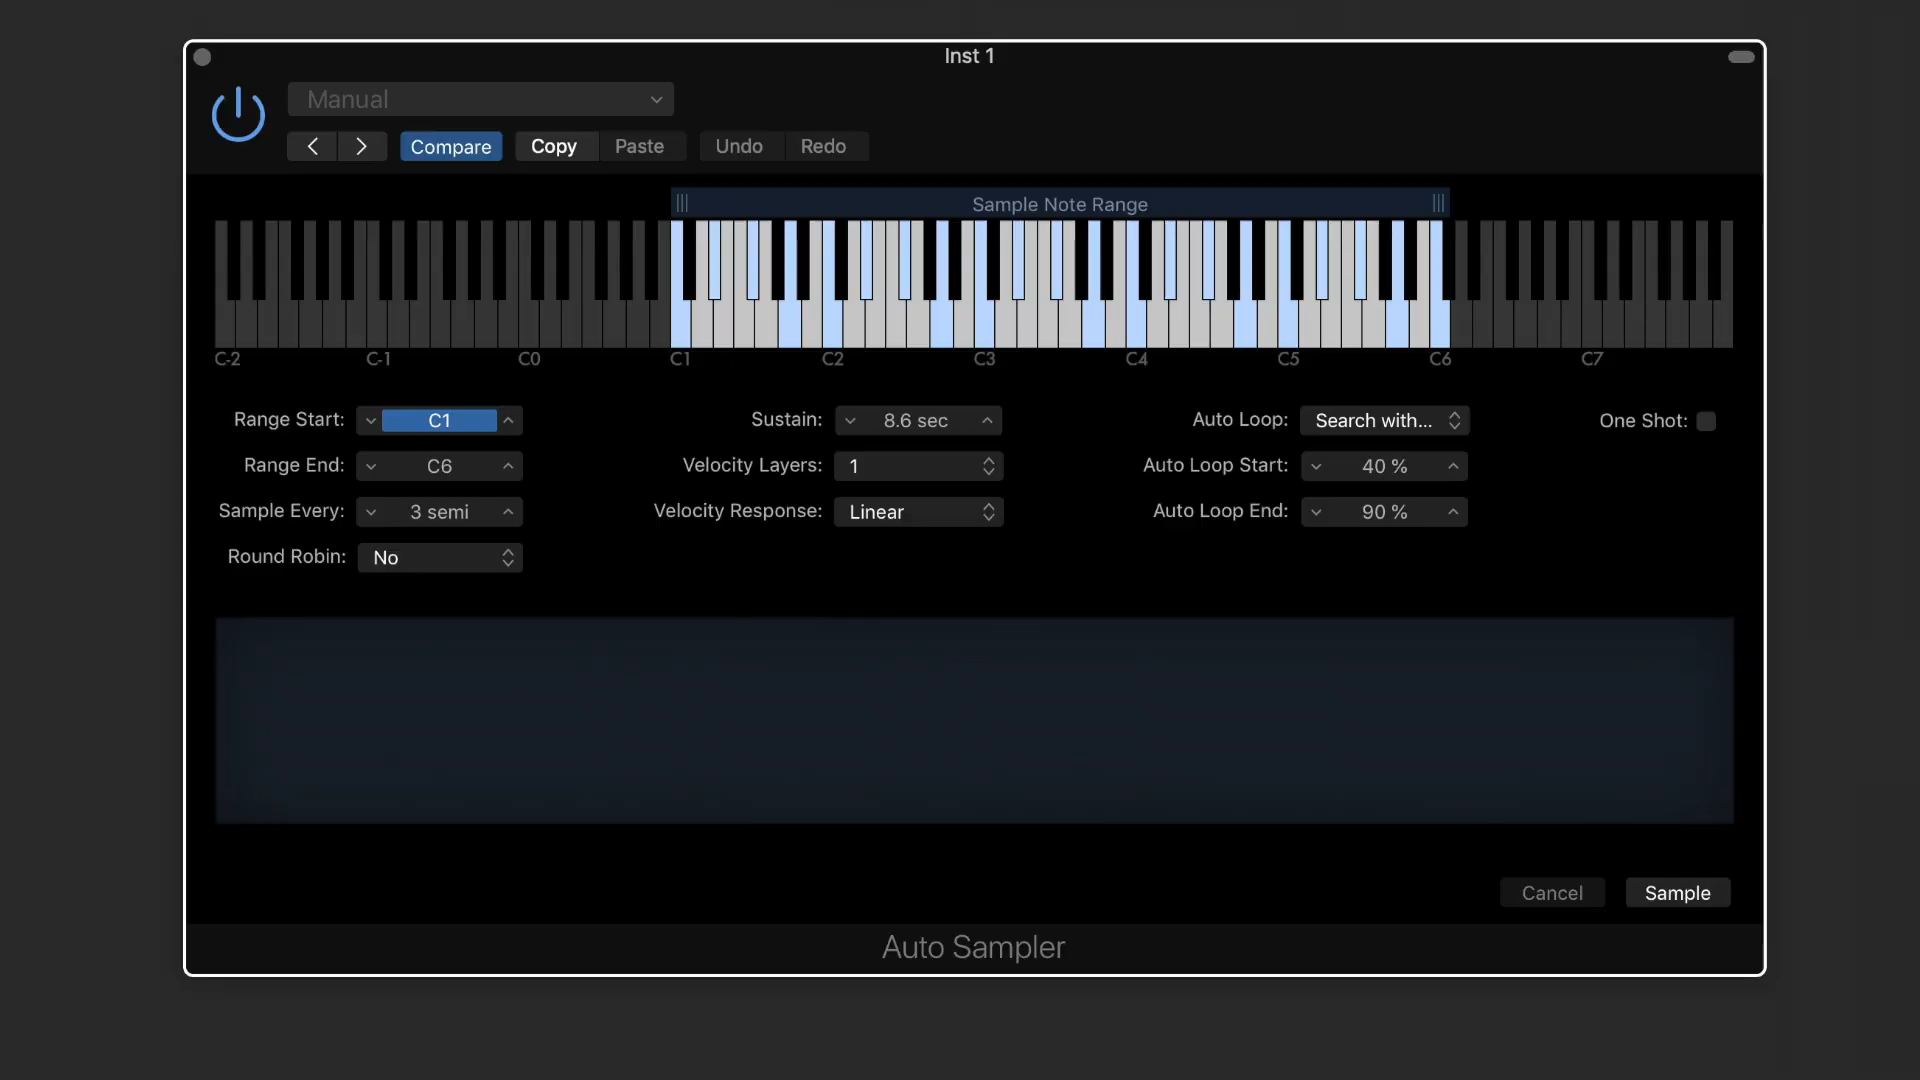 Inst 1
Manual
Compare Copy Paste Undo Redo
Sample Note Range
C-2 C-1 C0 C1 C2 C3 C4 C5 C6 C7
Range Start: C1 Sustain: 8.6 sec Auto Loop: Search with... One Shot:
Range End: C6 Velocity Layers: 1 Auto Loop Start: 40 %
Sample Every: 3 semi Velocity Response: Linear Auto Loop End: 90 %
Round Robin: No
Cancel Sample
Auto Sampler